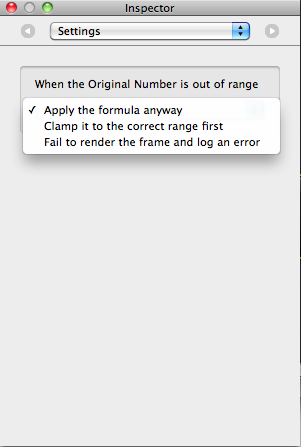 Inspector
Settings
When the Original Number is out of range
✓ Apply the formula anyway
Clamp it to the correct range first
Fail to render the frame and log an error